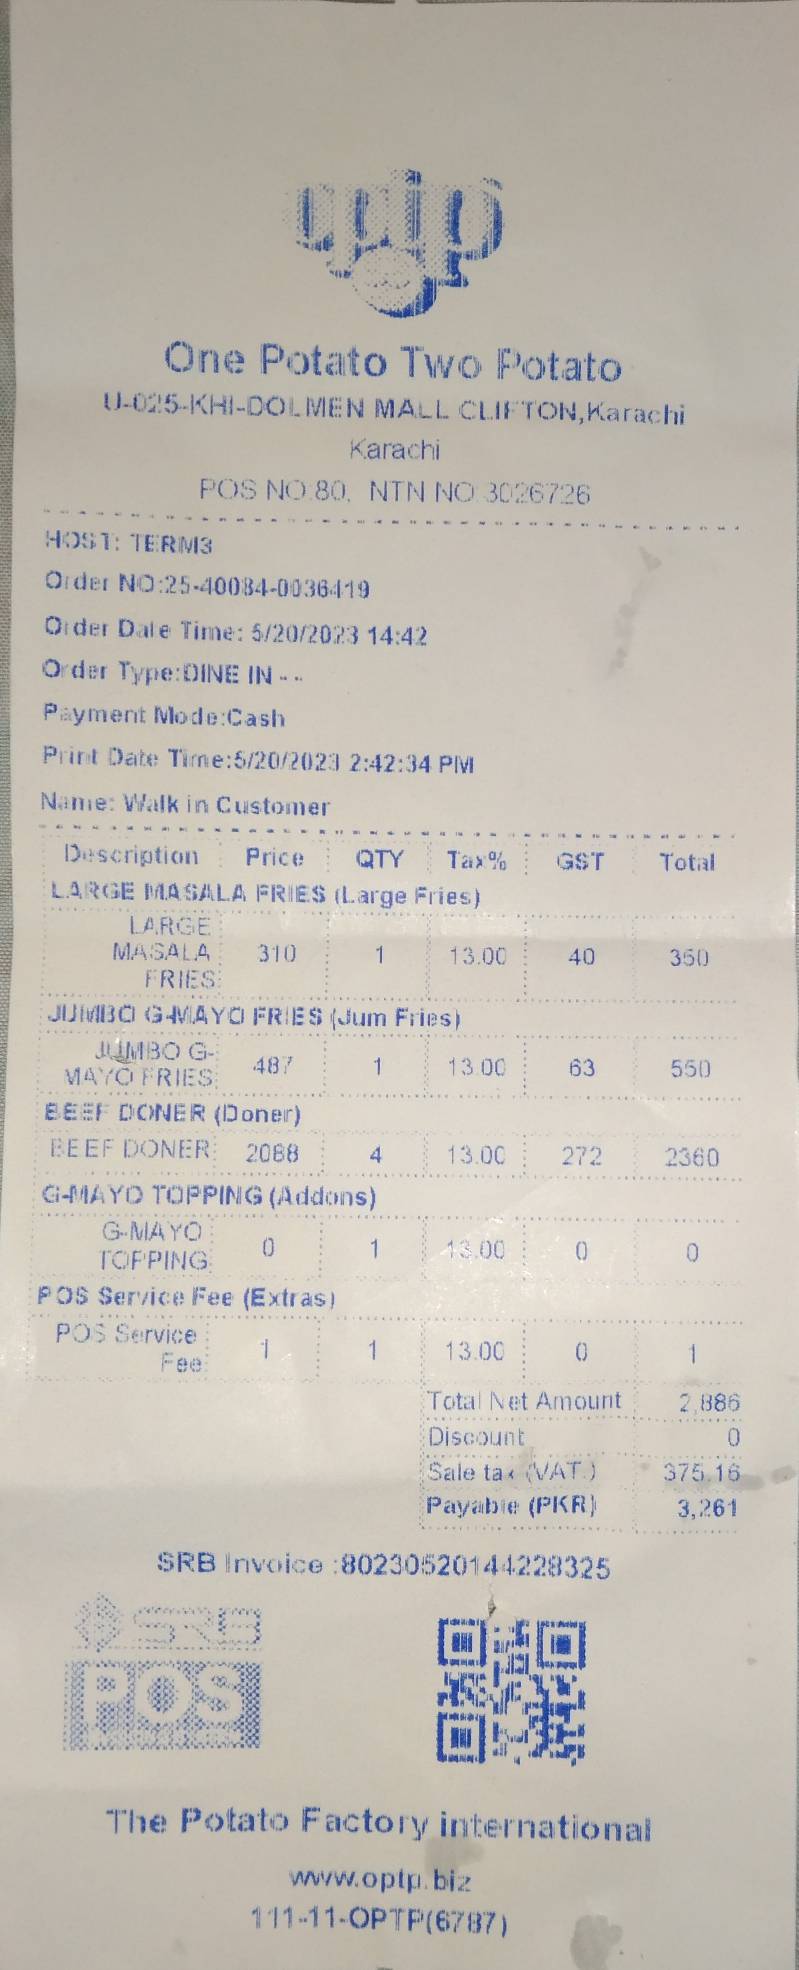 optp
One Potato Two Potato
U-025-KHI-DOLMEN MALL CLIFTON,Karachi
Karachi
POS NO:80, NTN NO:3026726
HOST: TERM3
Order NO:25-40084-0036419
Order Date Time: 5/20/2023 14:42
Order Type:DINE IN - -
Payment Mode:Cash
Print Date Time:5/20/2023 2:42:34 PM
Name: Walk in Customer
Description Price QTY Tax% GST Total
LARGE MASALA FRIES (Large Fries)
LARGE MASALA FRIES 310 1 13.00 40 350
JUMBO G-MAYO FRIES (Jum Fries)
JUMBO G-MAYO FRIES 487 1 13.00 63 550
BEEF DONER (Doner)
BEEF DONER 2088 4 13.00 272 2360
G-MAYO TOPPING (Addons)
G-MAYO TOPPING 0 1 13.00 0 0
POS Service Fee (Extras)
POS Service Fee 1 1 13.00 0 1
Total Net Amount 2,886
Discount 0
Sale tax (VAT.) 375.16
Payable (PKR) 3,261
SRB Invoice :80230520144228325
SRB
POS
The Potato Factory international
www.optp.biz
111-11-OPTP(6787)